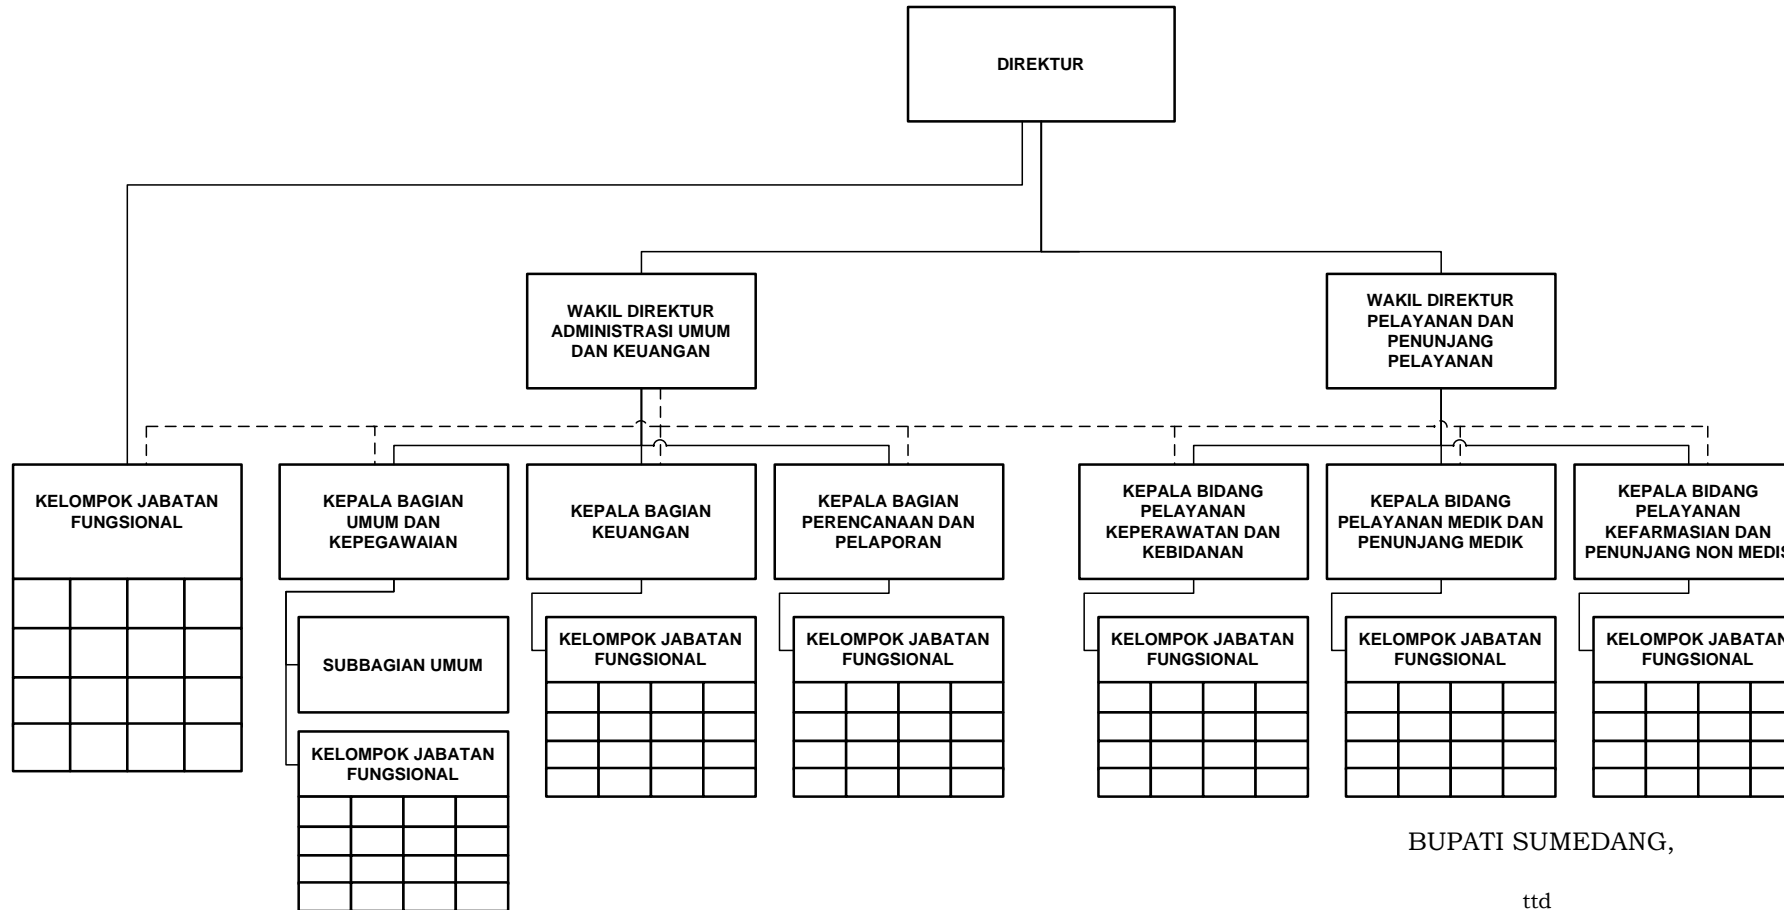 DIREKTUR
WAKIL DIREKTUR
ADMINISTRASI UMUM
DAN KEUANGAN
WAKIL DIREKTUR
PELAYANAN DAN
PENUNJANG
PELAYANAN
KELOMPOK JABATAN
FUNGSIONAL
KEPALA BAGIAN
UMUM DAN
KEPEGAWAIAN
KEPALA BAGIAN
KEUANGAN
KEPALA BAGIAN
PERENCANAAN DAN
PELAPORAN
KEPALA BIDANG
PELAYANAN
KEPERAWATAN DAN
KEBIDANAN
KEPALA BIDANG
PELAYANAN MEDIK DAN
PENUNJANG MEDIK
KEPALA BIDANG
PELAYANAN
KEFARMASIAN DAN
PENUNJANG NON MEDIS
SUBBAGIAN UMUM
KELOMPOK JABATAN
FUNGSIONAL
KELOMPOK JABATAN
FUNGSIONAL
KELOMPOK JABATAN
FUNGSIONAL
KELOMPOK JABATAN
FUNGSIONAL
KELOMPOK JABATAN
FUNGSIONAL
KELOMPOK JABATAN
FUNGSIONAL
BUPATI SUMEDANG,
ttd